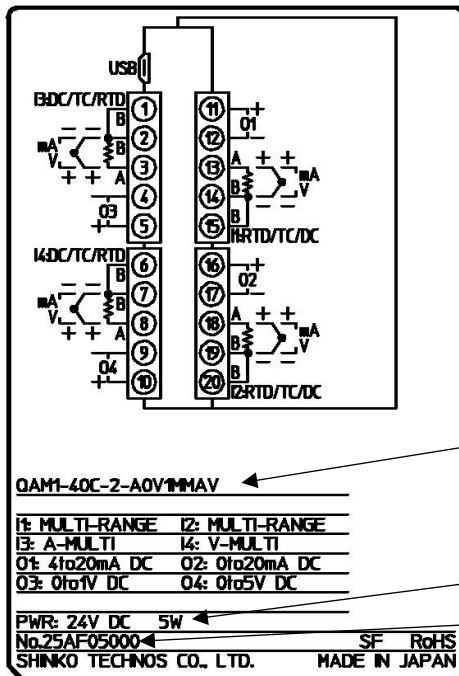 USB
I3:DC/TC/RTD
B
B
A
mA
V
− −
+ +
1
2
3
4
5
+
−
O3
11
12
13
14
15
+
−
O1
A
B
B
+ +
− −
mA
V
I1:RTD/TC/DC
I4:DC/TC/RTD
B
B
A
mA
V
− −
+ +
6
7
8
9
10
−
+
O4
16
17
18
19
20
+
−
O2
A
B
B
+ +
− −
mA
V
I2:RTD/TC/DC
QAM1-40C-2-A0V1MMAV
I1: MULTI-RANGE I2: MULTI-RANGE
I3: A-MULTI I4: V-MULTI
O1: 4to20mA DC O2: 0to20mA DC
O3: 0to1V DC O4: 0to5V DC
PWR: 24V DC 5W
No.25AF05000 SF RoHS
SHINKO TECHNOS CO., LTD. MADE IN JAPAN